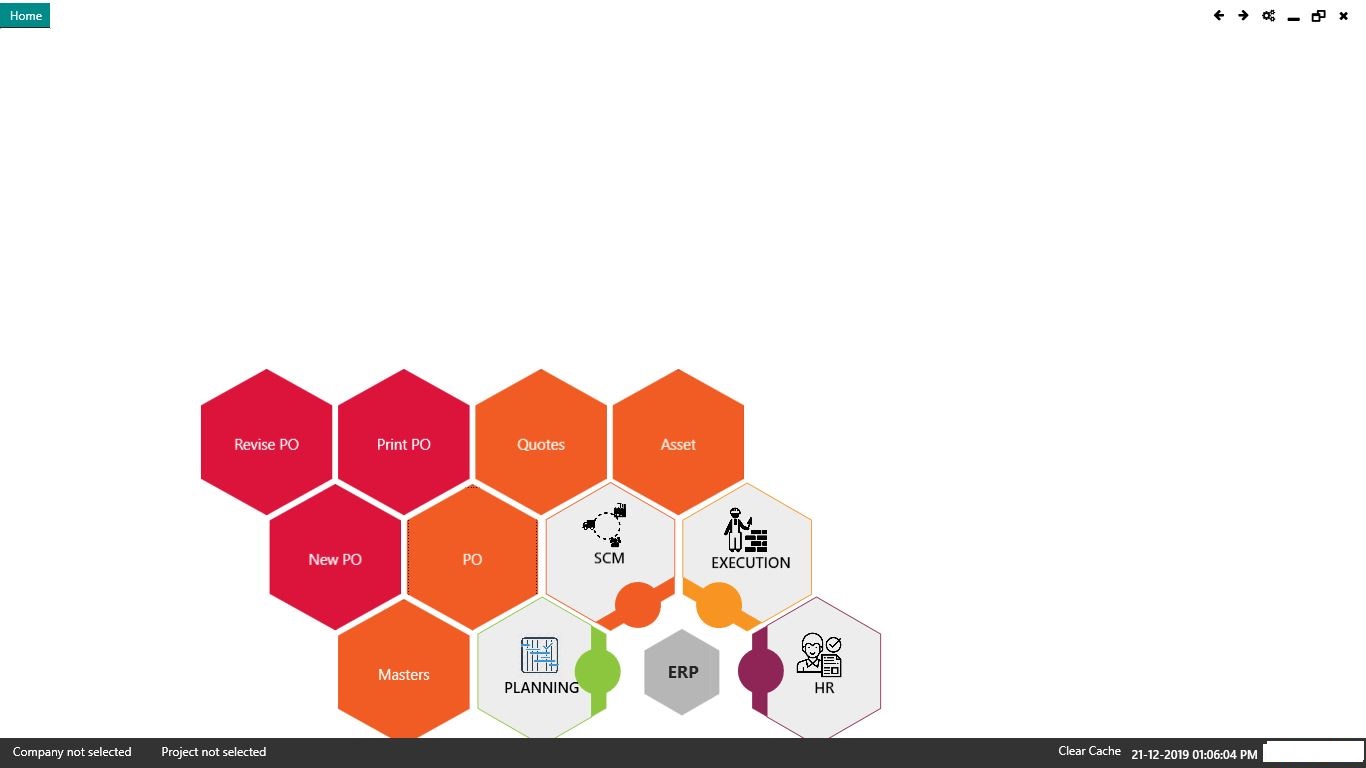 Home
Revise PO
Print PO
Quotes
Asset
New PO
PO
SCM
EXECUTION
Masters
PLANNING
ERP
HR
Company not selected
Project not selected
Clear Cache
21-12-2019 01:06:04 PM